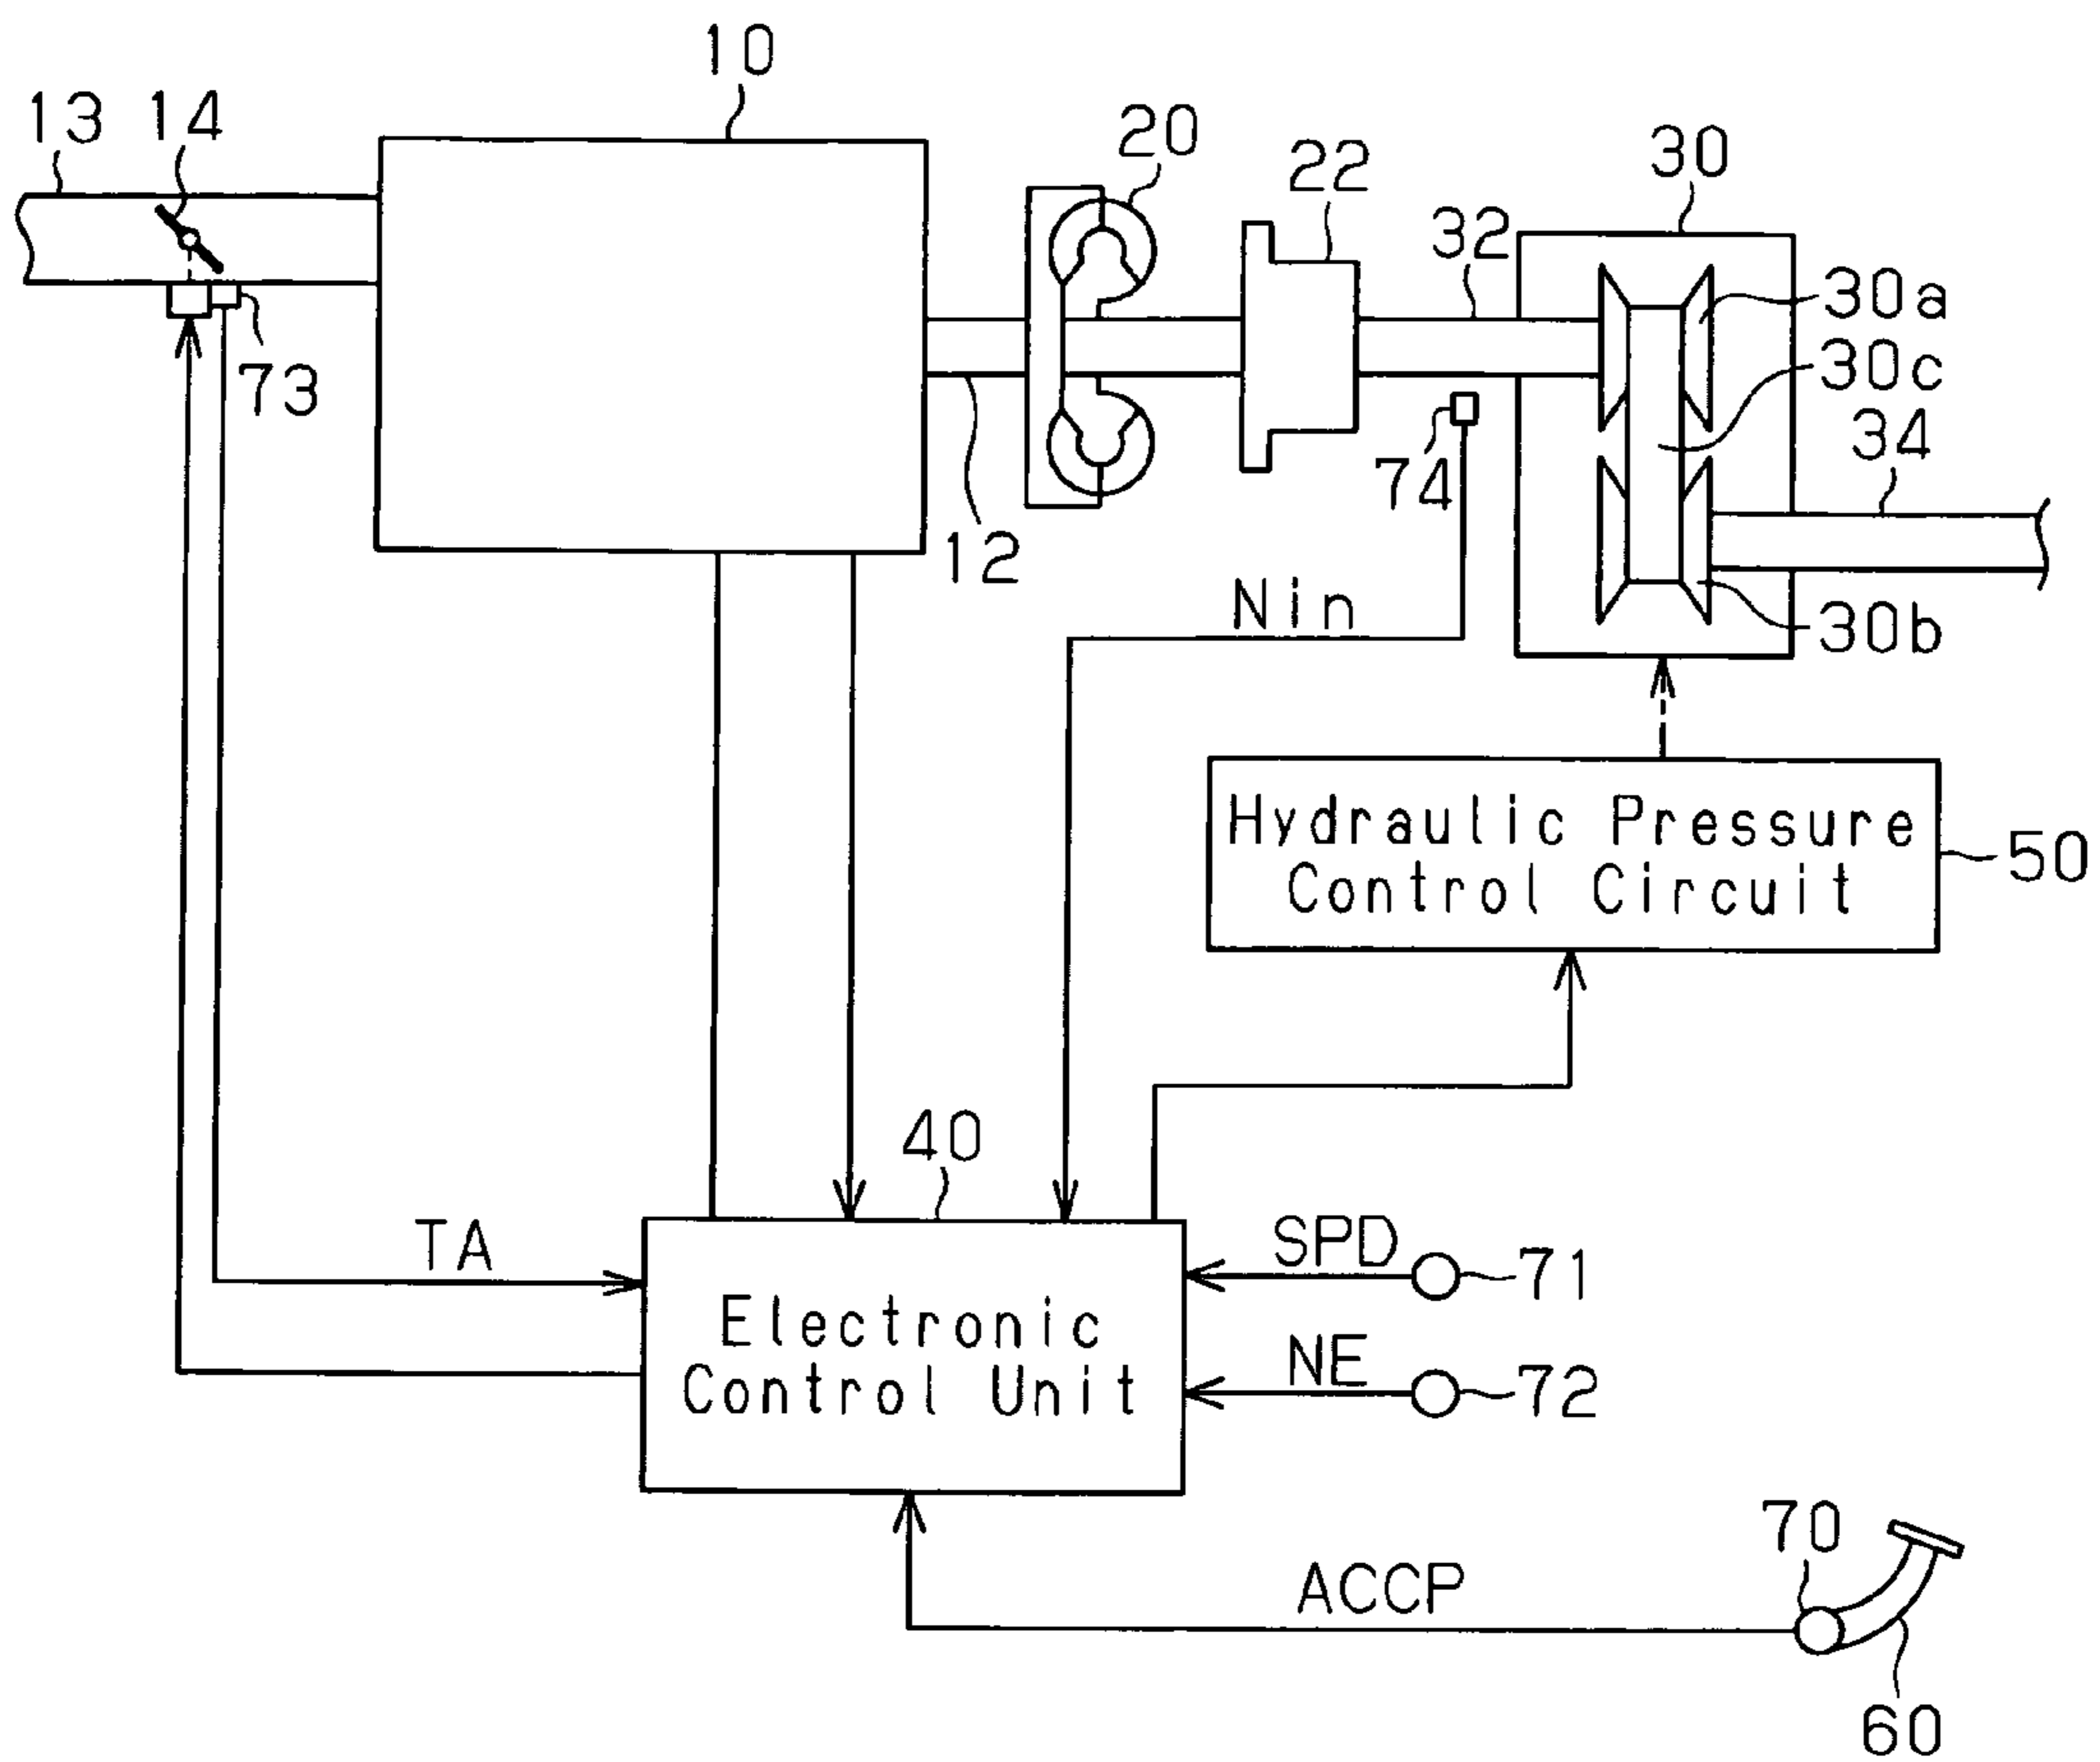 10
13
14
20
22
30
32
30a
30c
73
34
74
12
Nin
30b
Hydraulic Pressure
Control Circuit
50
40
TA
SPD
71
Electronic
Control Unit
NE
72
70
ACCP
60